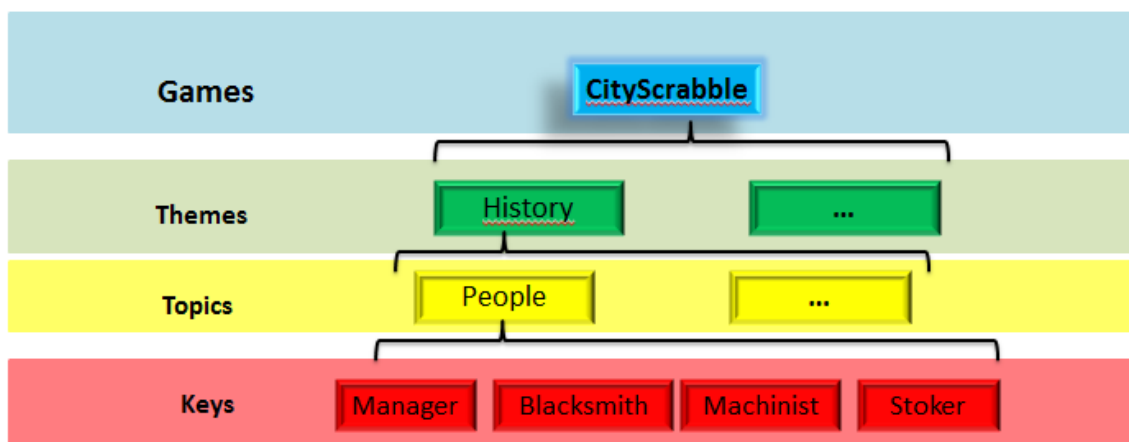 Games CityScrabble
Themes History ...
Topics People ...
Keys Manager Blacksmith Machinist Stoker